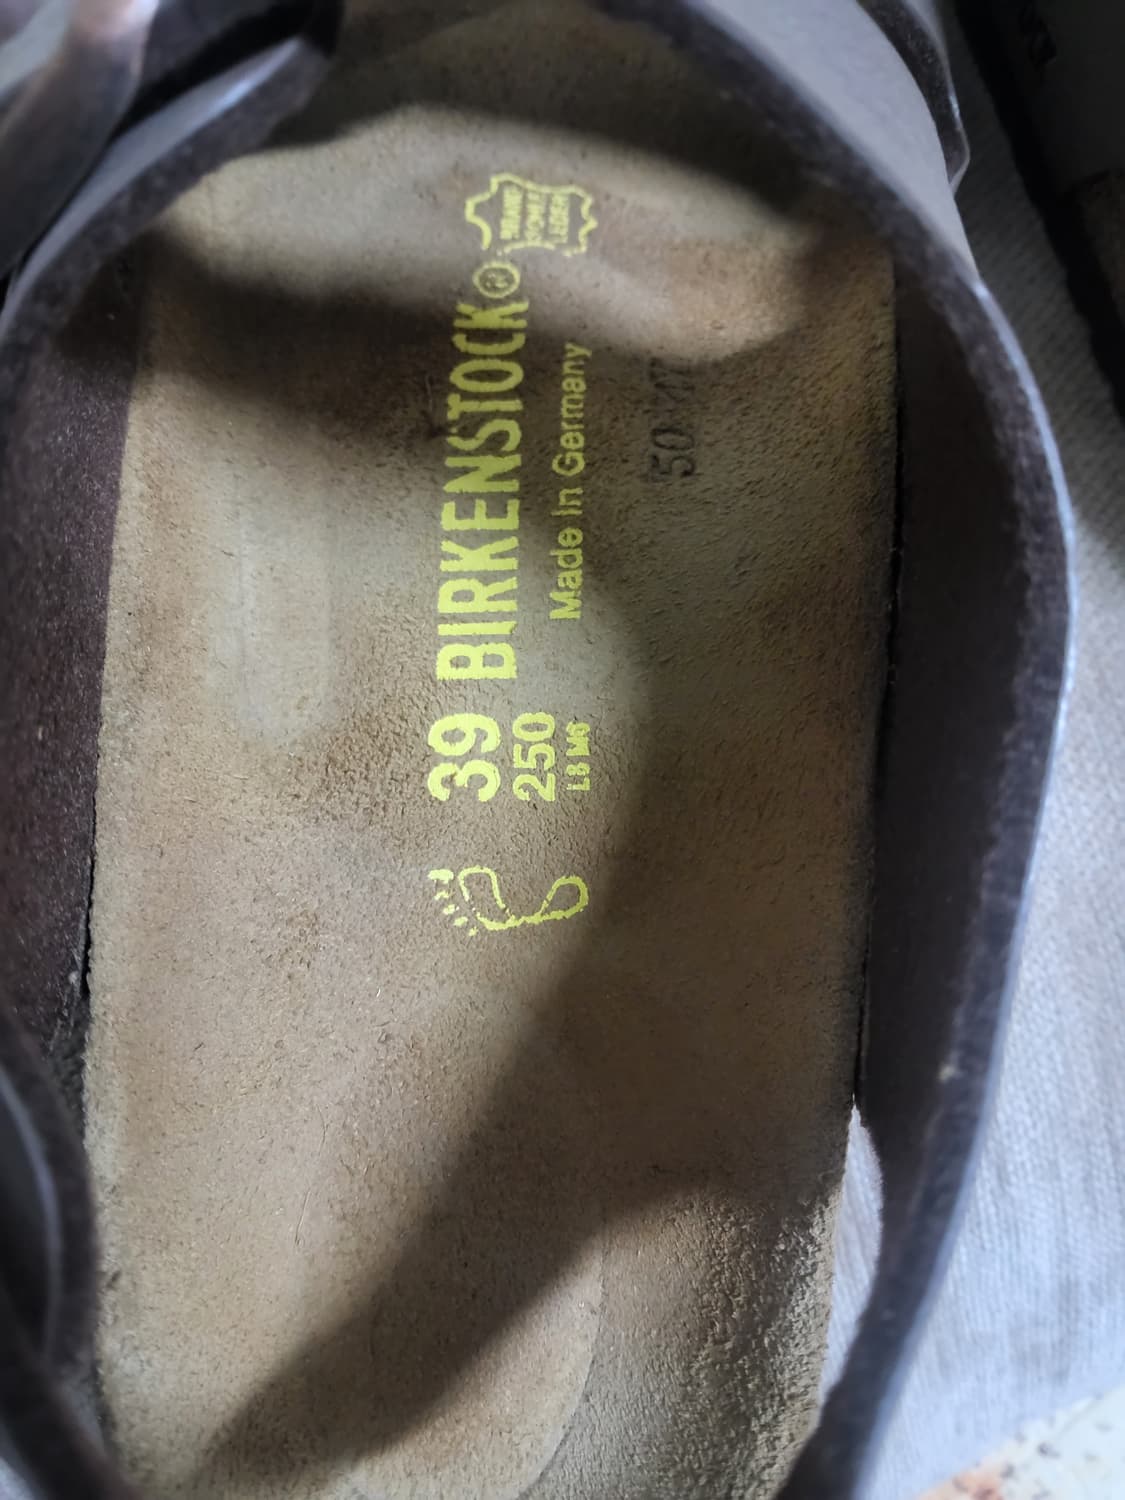 BIRKENSTOCK®
Made in Germany
39
250
L8 M6